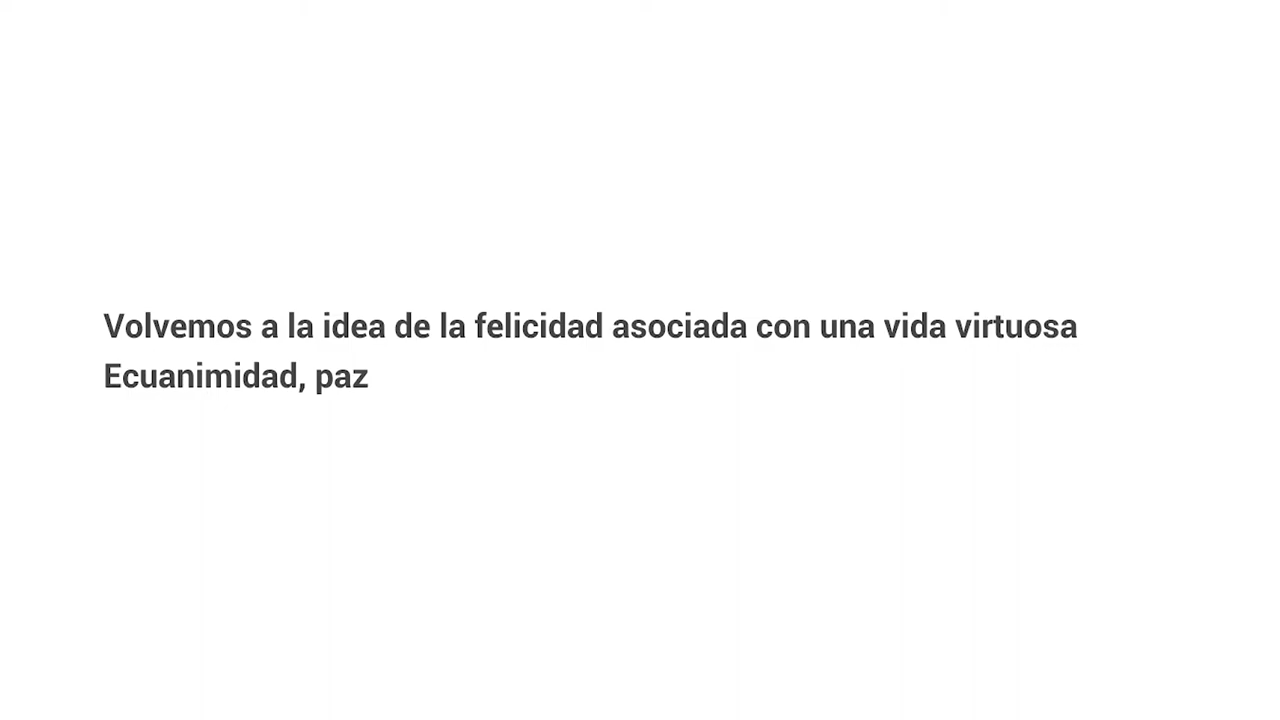 Volvemos a la idea de la felicidad asociada con una vida virtuosa
Ecuanimidad, paz